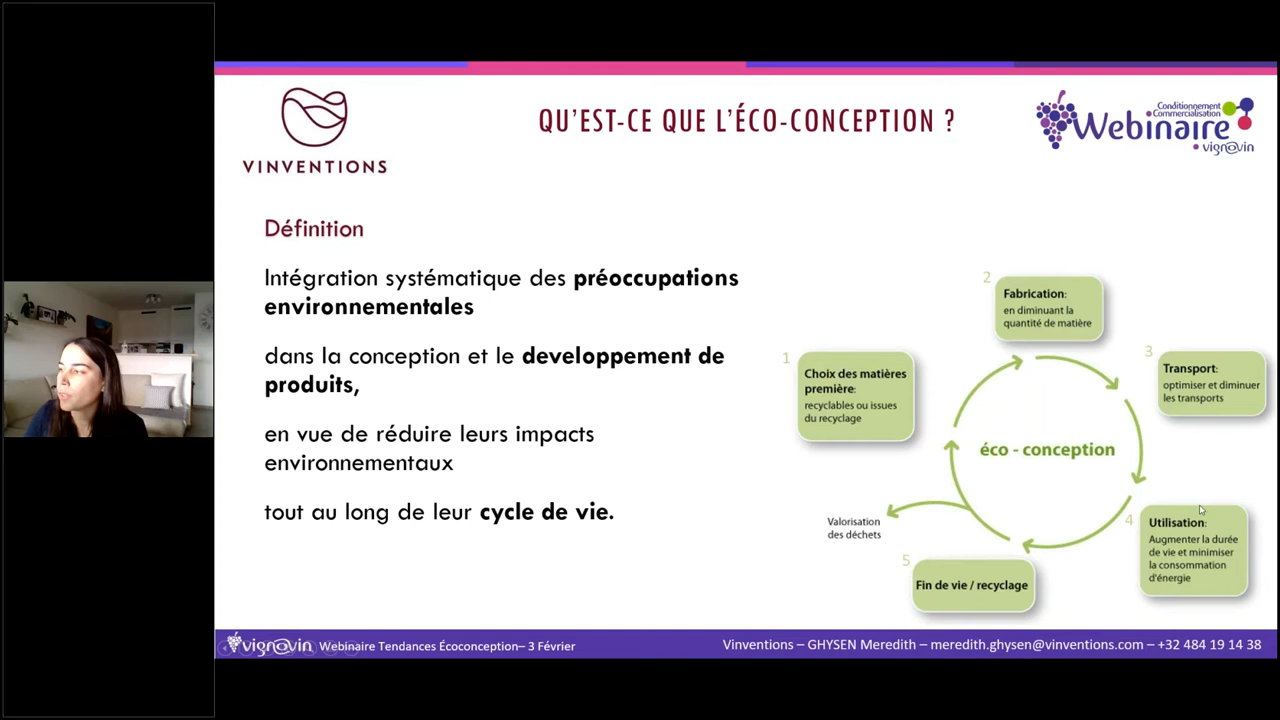 VINVENTIONS
QU'EST-CE QUE L'ÉCO-CONCEPTION ?
Conditionnement
Commercialisation
Webinaire
vignovin
Définition
Intégration systématique des préoccupations
environnementales
dans la conception et le developpement de
produits,
en vue de réduire leurs impacts
environnementaux
tout au long de leur cycle de vie.
1
Choix des matières
première:
recyclables ou issues
du recyclage
2
Fabrication:
en diminuant la
quantité de matière
3
Transport:
optimiser et diminuer
les transports
éco - conception
4
Utilisation:
Augmenter la durée
de vie et minimiser
la consommation
d'énergie
5
Fin de vie / recyclage
Valorisation
des déchets
vignovin Webinaire Tendances Écoconception– 3 Février
Vinventions – GHYSEN Meredith – meredith.ghysen@vinventions.com – +32 484 19 14 38